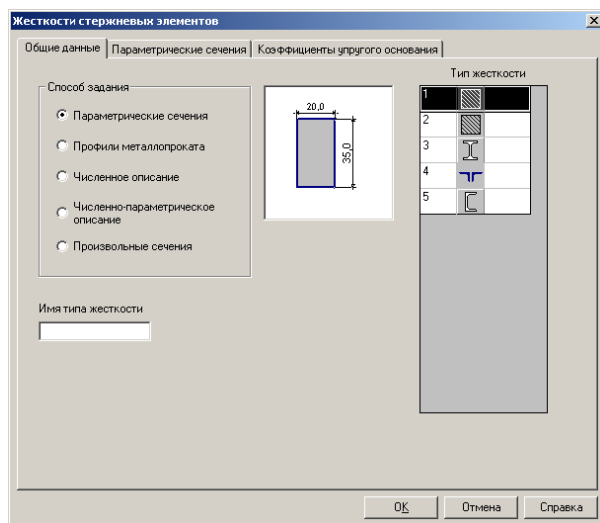 Жесткости стержневых элементов
Общие данные
Параметрические сечения
Коэффициенты упругого основания
Способ задания
Параметрические сечения
Профили металлопроката
Численное описание
Численно-параметрическое
описание
Произвольные сечения
20,0
35,0
Тип жесткости
1
2
3
4
5
Имя типа жесткости
OK
Отмена
Справка